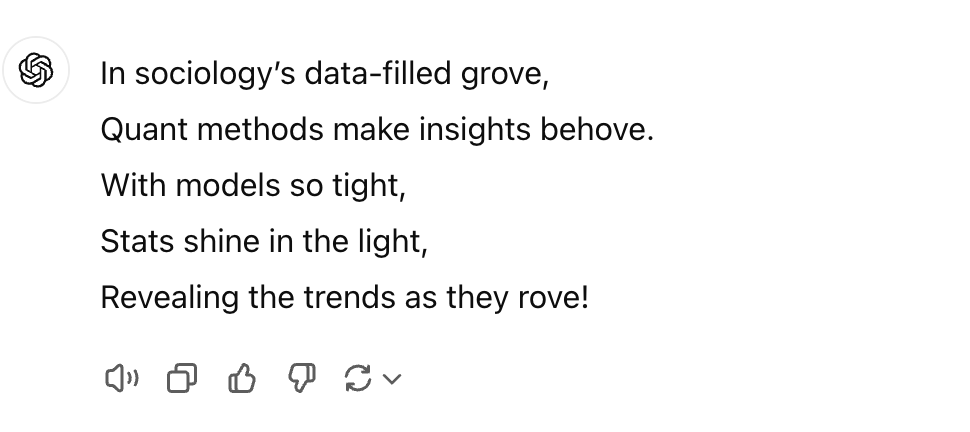 In sociology’s data-filled grove,
Quant methods make insights behove.
With models so tight,
Stats shine in the light,
Revealing the trends as they rove!